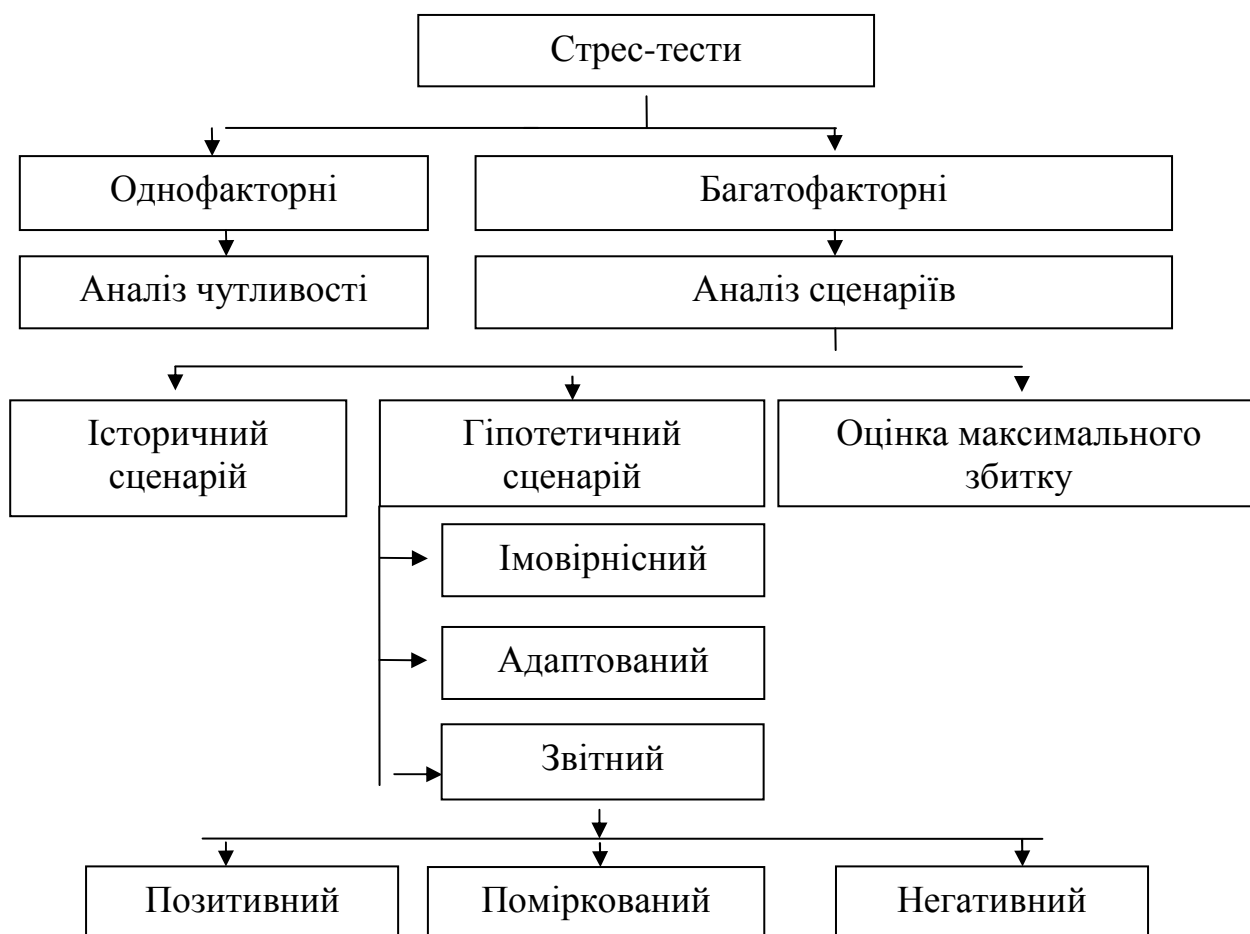 Стрес-тести
Однофакторні
Багатофакторні
Аналіз чутливості
Аналіз сценаріїв
Історичний
сценарій
Гіпотетичний
сценарій
Оцінка максимального
збитку
Імовірнісний
Адаптований
Звітний
Позитивний
Поміркований
Негативний